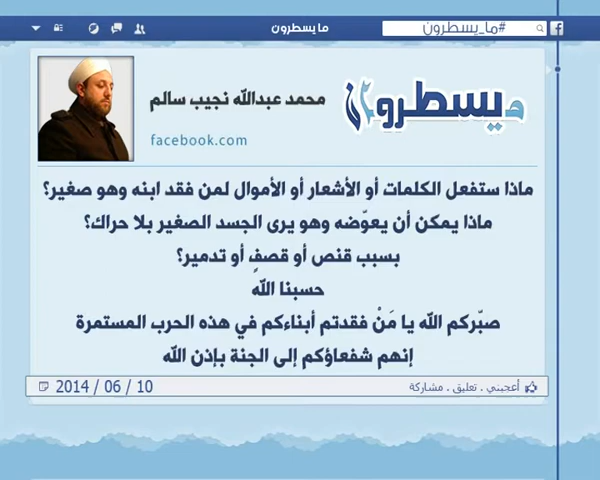 #ما_يسطرون
ما يسطرون
ما يسطرون
محمد عبدالله نجيب سالم
facebook.com
ماذا ستفعل الكلمات أو الأشعار أو الأموال لمن فقد ابنه وهو صغير؟
ماذا يمكن أن يعوّضه وهو يرى الجسد الصغير بلا حراك؟
بسبب قنص أو قصفٍ أو تدمير؟
حسبنا الله
صبّركم الله يا مَنْ فقدتم أبناءكم في هذه الحرب المستمرة
إنهم شفعاؤكم إلى الجنة بإذن الله
أعجبني . تعليق . مشاركة
2014 / 06 / 10